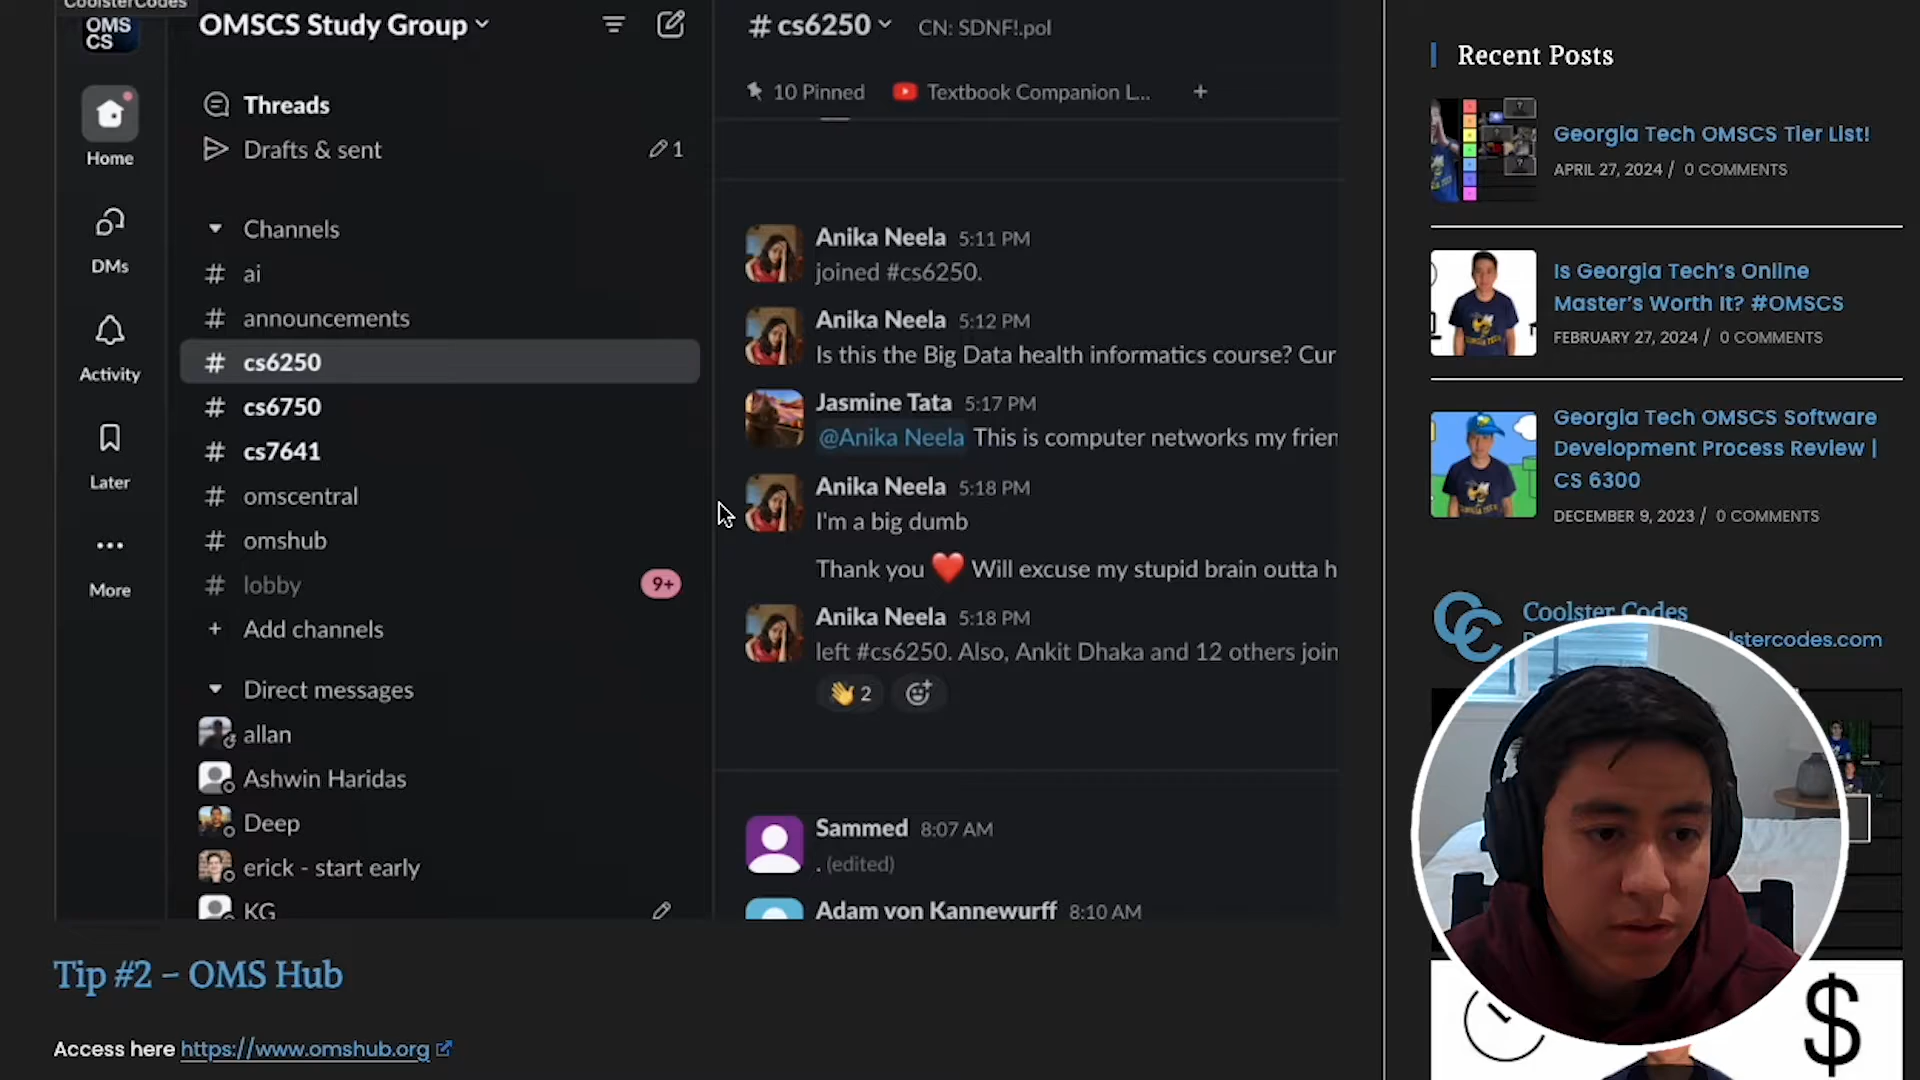 CoolsterCodes
OMS
CS
OMSCS Study Group
Home
DMs
Activity
Later
More
Threads
Drafts & sent
1
Channels
# ai
# announcements
# cs6250
# cs6750
# cs7641
# omscentral
# omshub
# lobby
9+
+ Add channels
Direct messages
allan
Ashwin Haridas
Deep
erick - start early
KG
# cs6250
CN: SDNF!.pol
10 Pinned
Textbook Companion L...
+
Anika Neela 5:11 PM
joined #cs6250.
Anika Neela 5:12 PM
Is this the Big Data health informatics course? Cur
Jasmine Tata 5:17 PM
@Anika Neela This is computer networks my frien
Anika Neela 5:18 PM
I'm a big dumb
Thank you ❤️ Will excuse my stupid brain outta h
Anika Neela 5:18 PM
left #cs6250. Also, Ankit Dhaka and 12 others join
👋 2
Sammed 8:07 AM
. (edited)
Adam von Kannewurff 8:10 AM
Tip #2 – OMS Hub
Access here https://www.omshub.org
Recent Posts
Georgia Tech OMSCS Tier List!
APRIL 27, 2024 / 0 COMMENTS
Is Georgia Tech's Online
Master's Worth It? #OMSCS
FEBRUARY 27, 2024 / 0 COMMENTS
Georgia Tech OMSCS Software
Development Process Review |
CS 6300
DECEMBER 9, 2023 / 0 COMMENTS
CC
Coolster Codes
lstercodes.com
$